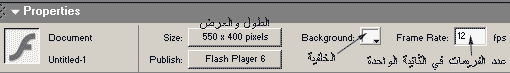 Properties
الطول والعرض
Document Size: 550 x 400 pixels Background: Frame Rate: 12 fps
Untitled-1 Publish: Flash Player 6 الخلفية عدد الفريمات في الثانية الواحدة